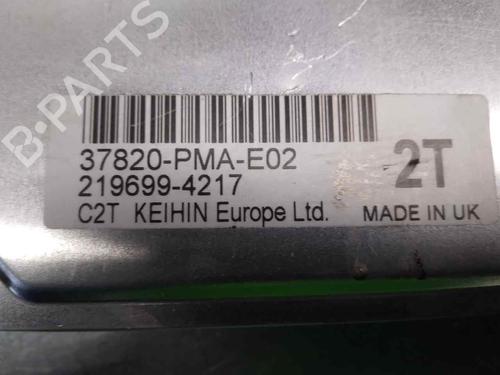 B-PARTS
37820-PMA-E02
2T
219699-4217
C2T KEIHIN Europe Ltd.
MADE IN UK